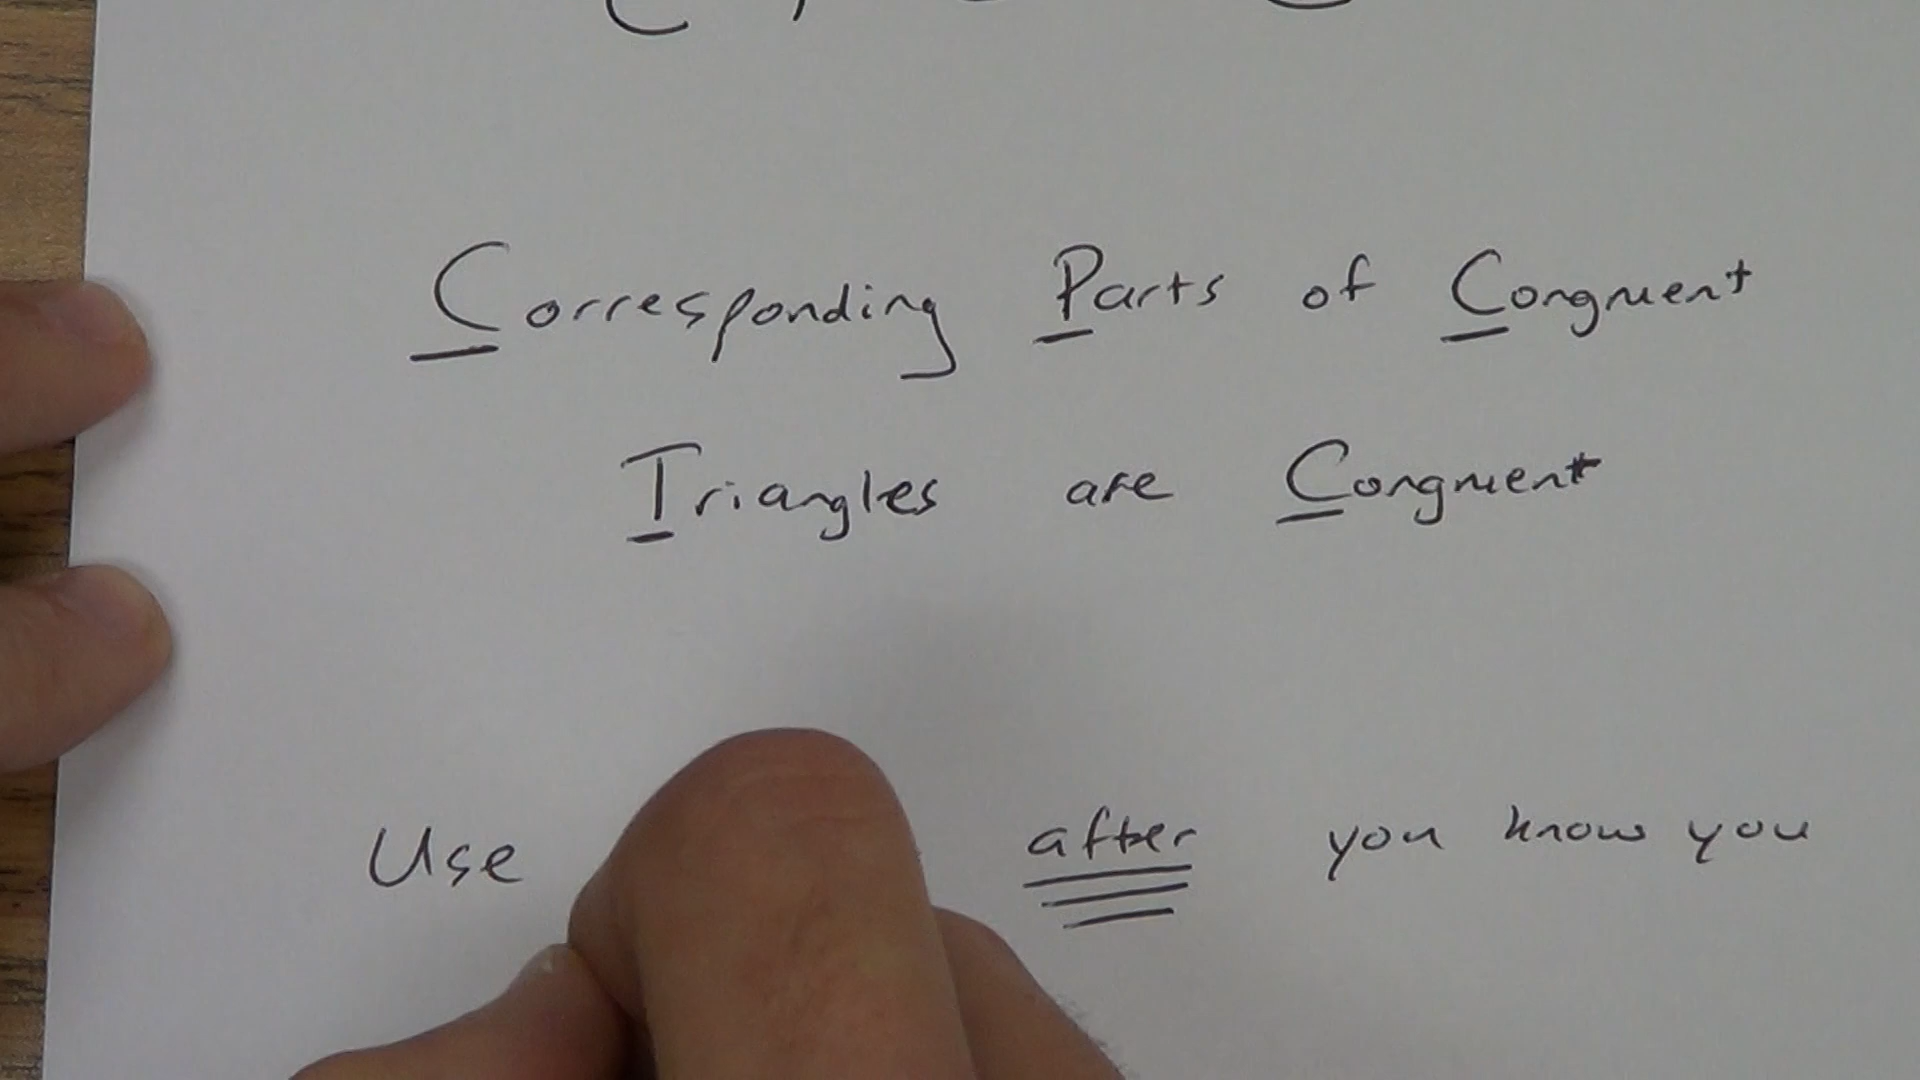 Corresponding Parts of Congruent
Triangles are Congruent
Use after you know you